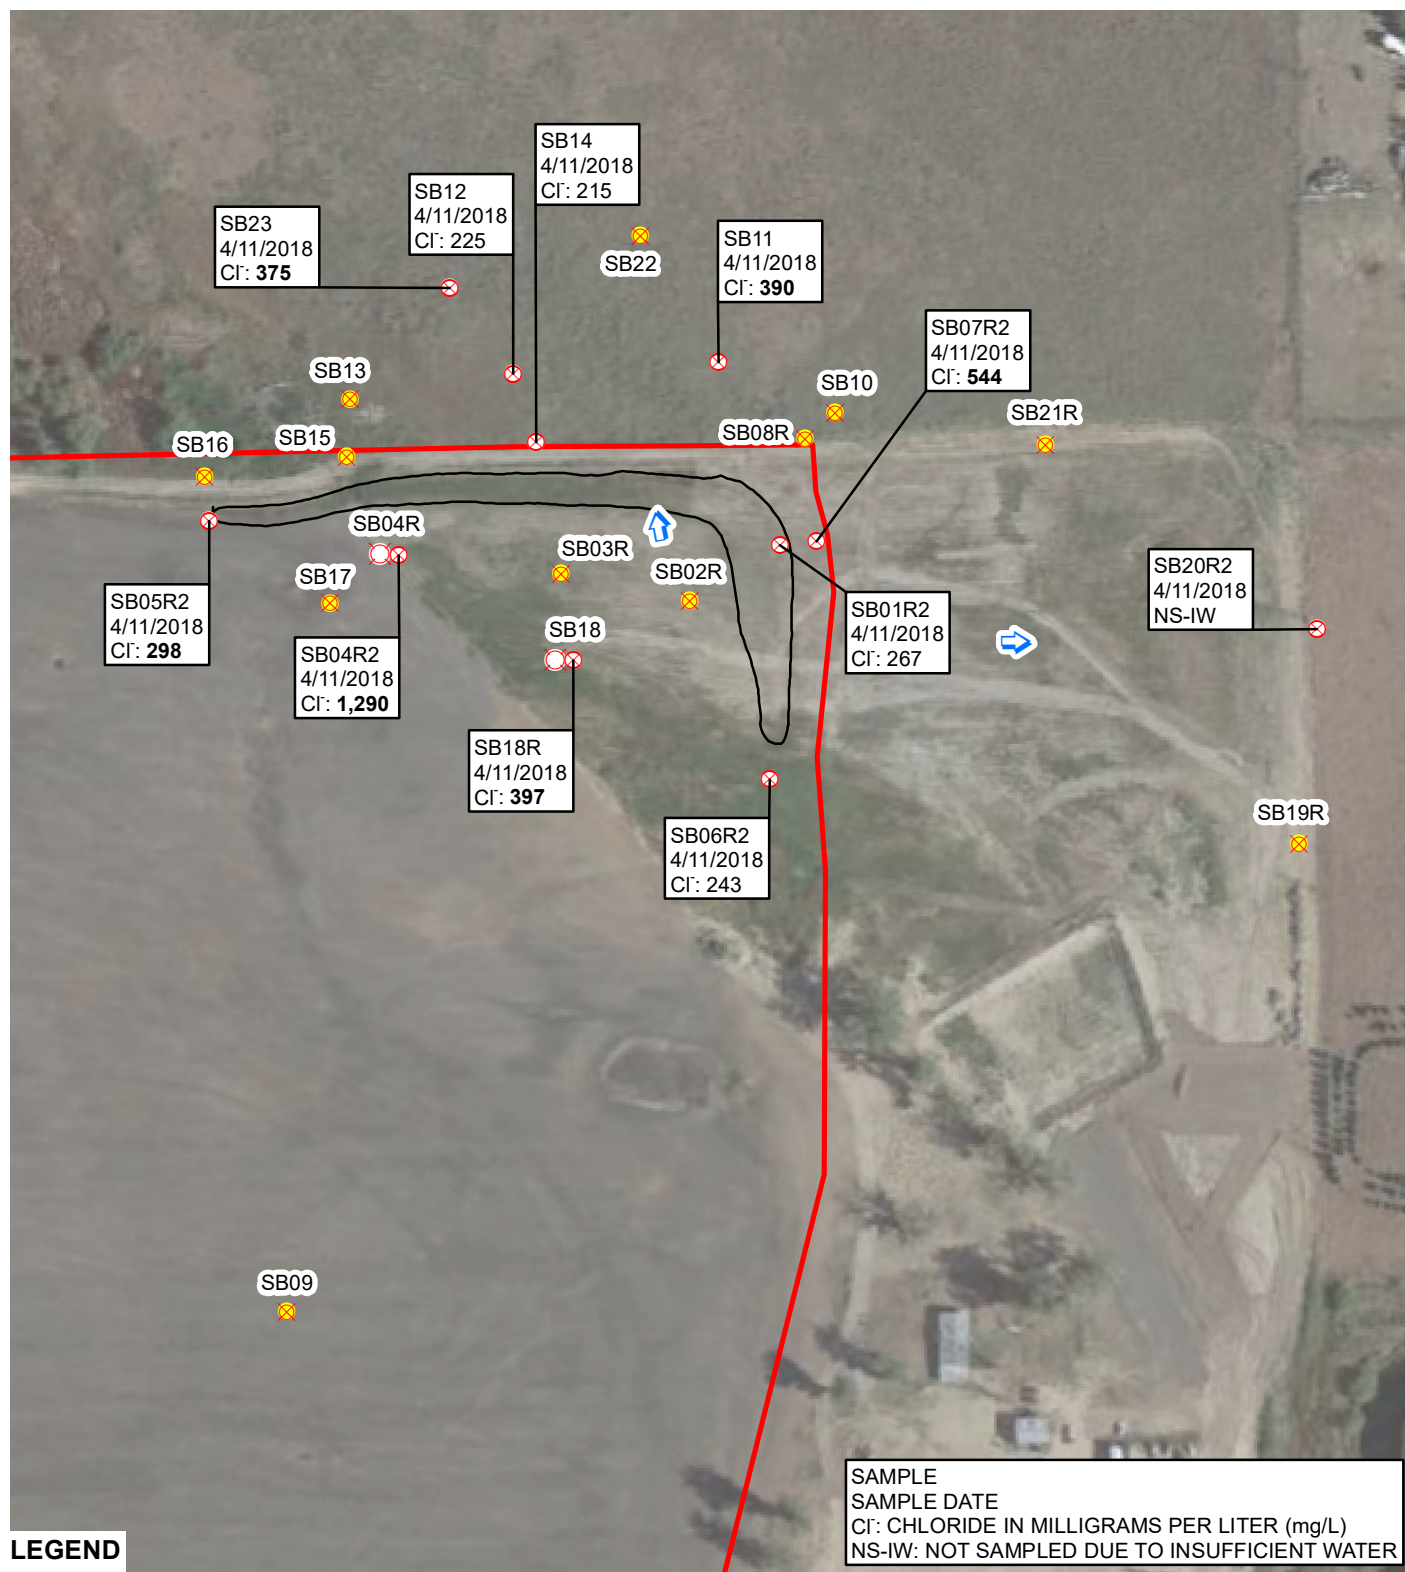 SB14
4/11/2018
Cl⁻: 215
SB12
4/11/2018
Cl⁻: 225
SB23
4/11/2018
Cl⁻: 375
SB22
SB11
4/11/2018
Cl⁻: 390
SB07R2
4/11/2018
Cl⁻: 544
SB13
SB10
SB21R
SB08R
SB15
SB16
SB04R
SB03R
SB02R
SB17
SB20R2
4/11/2018
NS-IW
SB05R2
4/11/2018
Cl⁻: 298
SB01R2
4/11/2018
Cl⁻: 267
SB18
SB04R2
4/11/2018
Cl⁻: 1,290
SB18R
4/11/2018
Cl⁻: 397
SB06R2
4/11/2018
Cl⁻: 243
SB19R
SB09
SAMPLE
SAMPLE DATE
Cl⁻: CHLORIDE IN MILLIGRAMS PER LITER (mg/L)
NS-IW: NOT SAMPLED DUE TO INSUFFICIENT WATER
LEGEND